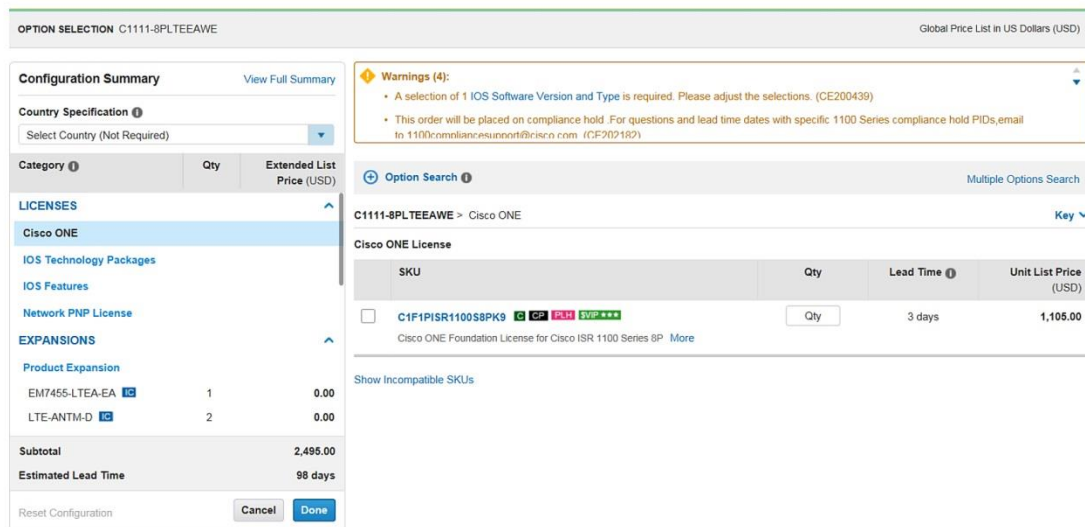 OPTION SELECTION C1111-8PLTEEAWE
Global Price List in US Dollars (USD)
Configuration Summary
View Full Summary
Country Specification
Select Country (Not Required)
Category Qty Extended List
Price (USD)
LICENSES
Cisco ONE
IOS Technology Packages
IOS Features
Network PNP License
EXPANSIONS
Product Expansion
EM7455-LTEA-EA IC 1 0.00
LTE-ANTM-D IC 2 0.00
Subtotal 2,495.00
Estimated Lead Time 98 days
Reset Configuration Cancel Done
Warnings (4):
• A selection of 1 IOS Software Version and Type is required. Please adjust the selections. (CE200439)
• This order will be placed on compliance hold .For questions and lead time dates with specific 1100 Series compliance hold PIDs,email
to 1100compliancesupport@cisco.com (CE202182)
Option Search
Multiple Options Search
C1111-8PLTEEAWE > Cisco ONE
Key
Cisco ONE License
SKU Qty Lead Time Unit List Price
(USD)
C1F1PISR1100S8PK9 C CP PLH $VIP ★★★ Qty 3 days 1,105.00
Cisco ONE Foundation License for Cisco ISR 1100 Series 8P More
Show Incompatible SKUs